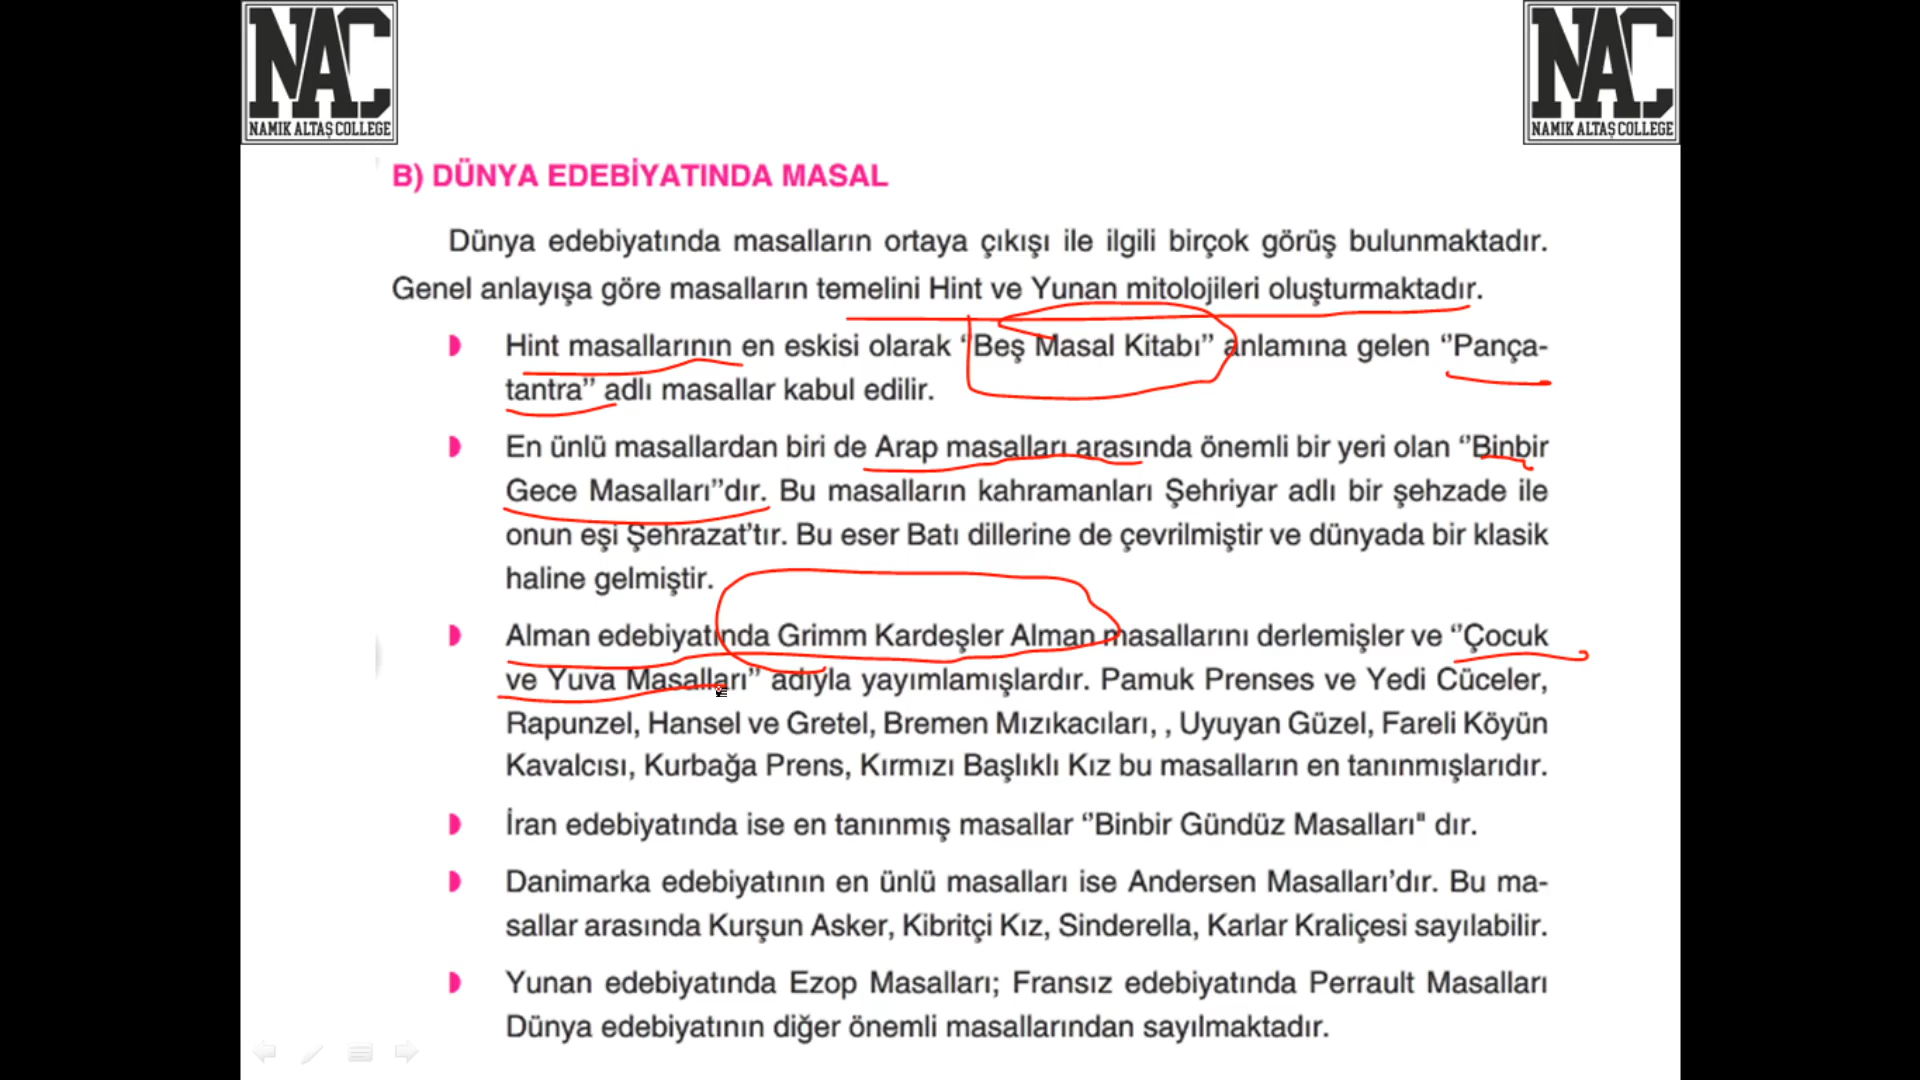 NAC NAC
NAMIK ALTAŞ COLLEGE NAMIK ALTAŞ COLLEGE
B) DÜNYA EDEBİYATINDA MASAL
Dünya edebiyatında masalların ortaya çıkışı ile ilgili birçok görüş bulunmaktadır.
Genel anlayışa göre masalların temelini Hint ve Yunan mitolojileri oluşturmaktadır.
Hint masallarının en eskisi olarak ‘’Beş Masal Kitabı’’ anlamına gelen ‘’Pança-
tantra’’ adlı masallar kabul edilir.
En ünlü masallardan biri de Arap masalları arasında önemli bir yeri olan ‘’Binbir
Gece Masalları’’dır. Bu masalların kahramanları Şehriyar adlı bir şehzade ile
onun eşi Şehrazat’tır. Bu eser Batı dillerine de çevrilmiştir ve dünyada bir klasik
haline gelmiştir.
Alman edebiyatında Grimm Kardeşler Alman masallarını derlemişler ve ‘’Çocuk
ve Yuva Masalları’’ adıyla yayımlamışlardır. Pamuk Prenses ve Yedi Cüceler,
Rapunzel, Hansel ve Gretel, Bremen Mızıkacıları, , Uyuyan Güzel, Fareli Köyün
Kavalcısı, Kurbağa Prens, Kırmızı Başlıklı Kız bu masalların en tanınmışlarıdır.
İran edebiyatında ise en tanınmış masallar ‘’Binbir Gündüz Masalları" dır.
Danimarka edebiyatının en ünlü masalları ise Andersen Masalları’dır. Bu ma-
sallar arasında Kurşun Asker, Kibritçi Kız, Sinderella, Karlar Kraliçesi sayılabilir.
Yunan edebiyatında Ezop Masalları; Fransız edebiyatında Perrault Masalları
Dünya edebiyatının diğer önemli masallarından sayılmaktadır.